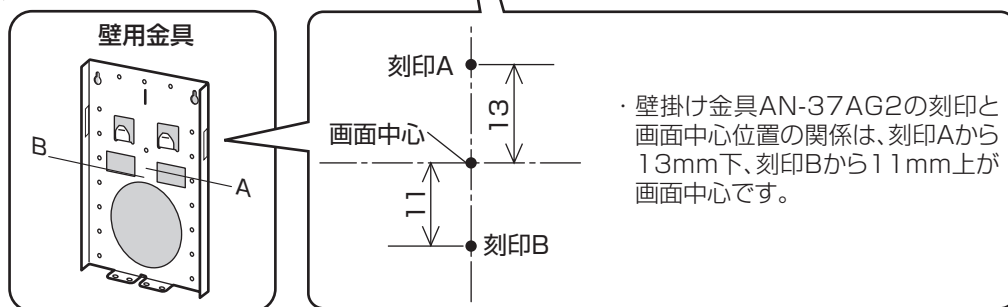 壁用金具
B
A
刻印A
13
画面中心
11
刻印B
・壁掛け金具AN-37AG2の刻印と
画面中心位置の関係は、刻印Aから
13mm下、刻印Bから11mm上が
画面中心です。